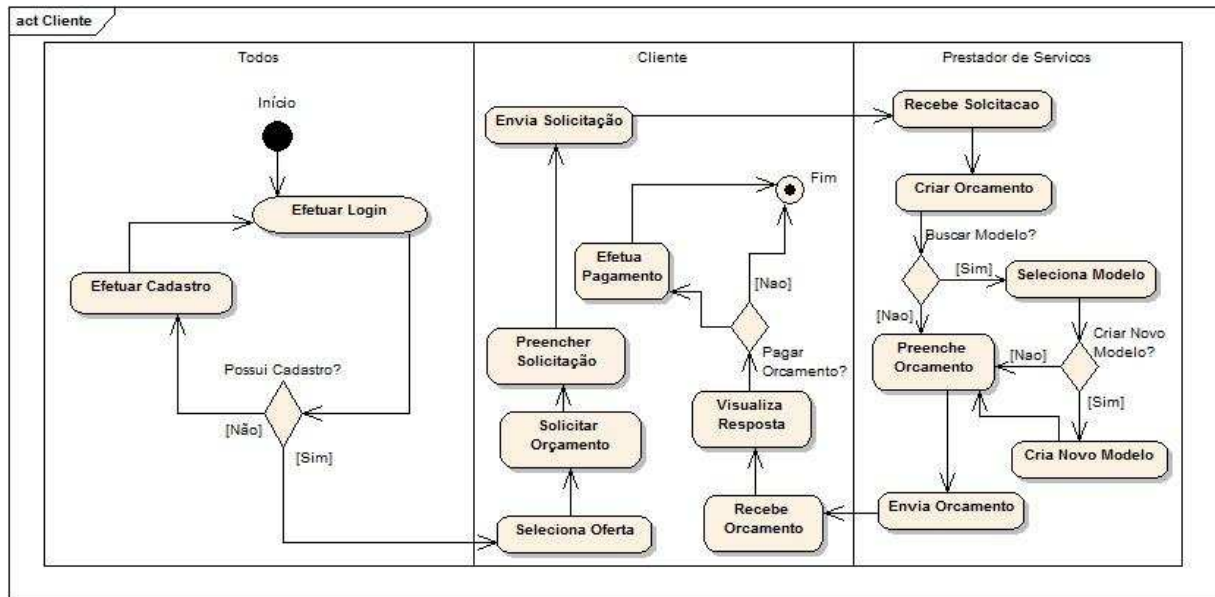 act Cliente
Todos
Cliente
Prestador de Servicos
Início
Efetuar Login
Efetuar Cadastro
Possui Cadastro?
[Não]
[Sim]
Envia Solicitação
Fim
Efetua
Pagamento
[Nao]
Preencher
Solicitação
Pagar
Orcamento?
Solicitar
Orçamento
Visualiza
Resposta
Seleciona Oferta
Recebe
Orcamento
Recebe Solcitacao
Criar Orcamento
Buscar Modelo?
[Sim]
Seleciona Modelo
[Nao]
Criar Novo
Modelo?
Preenche
Orcamento
[Nao]
[Sim]
Cria Novo Modelo
Envia Orcamento